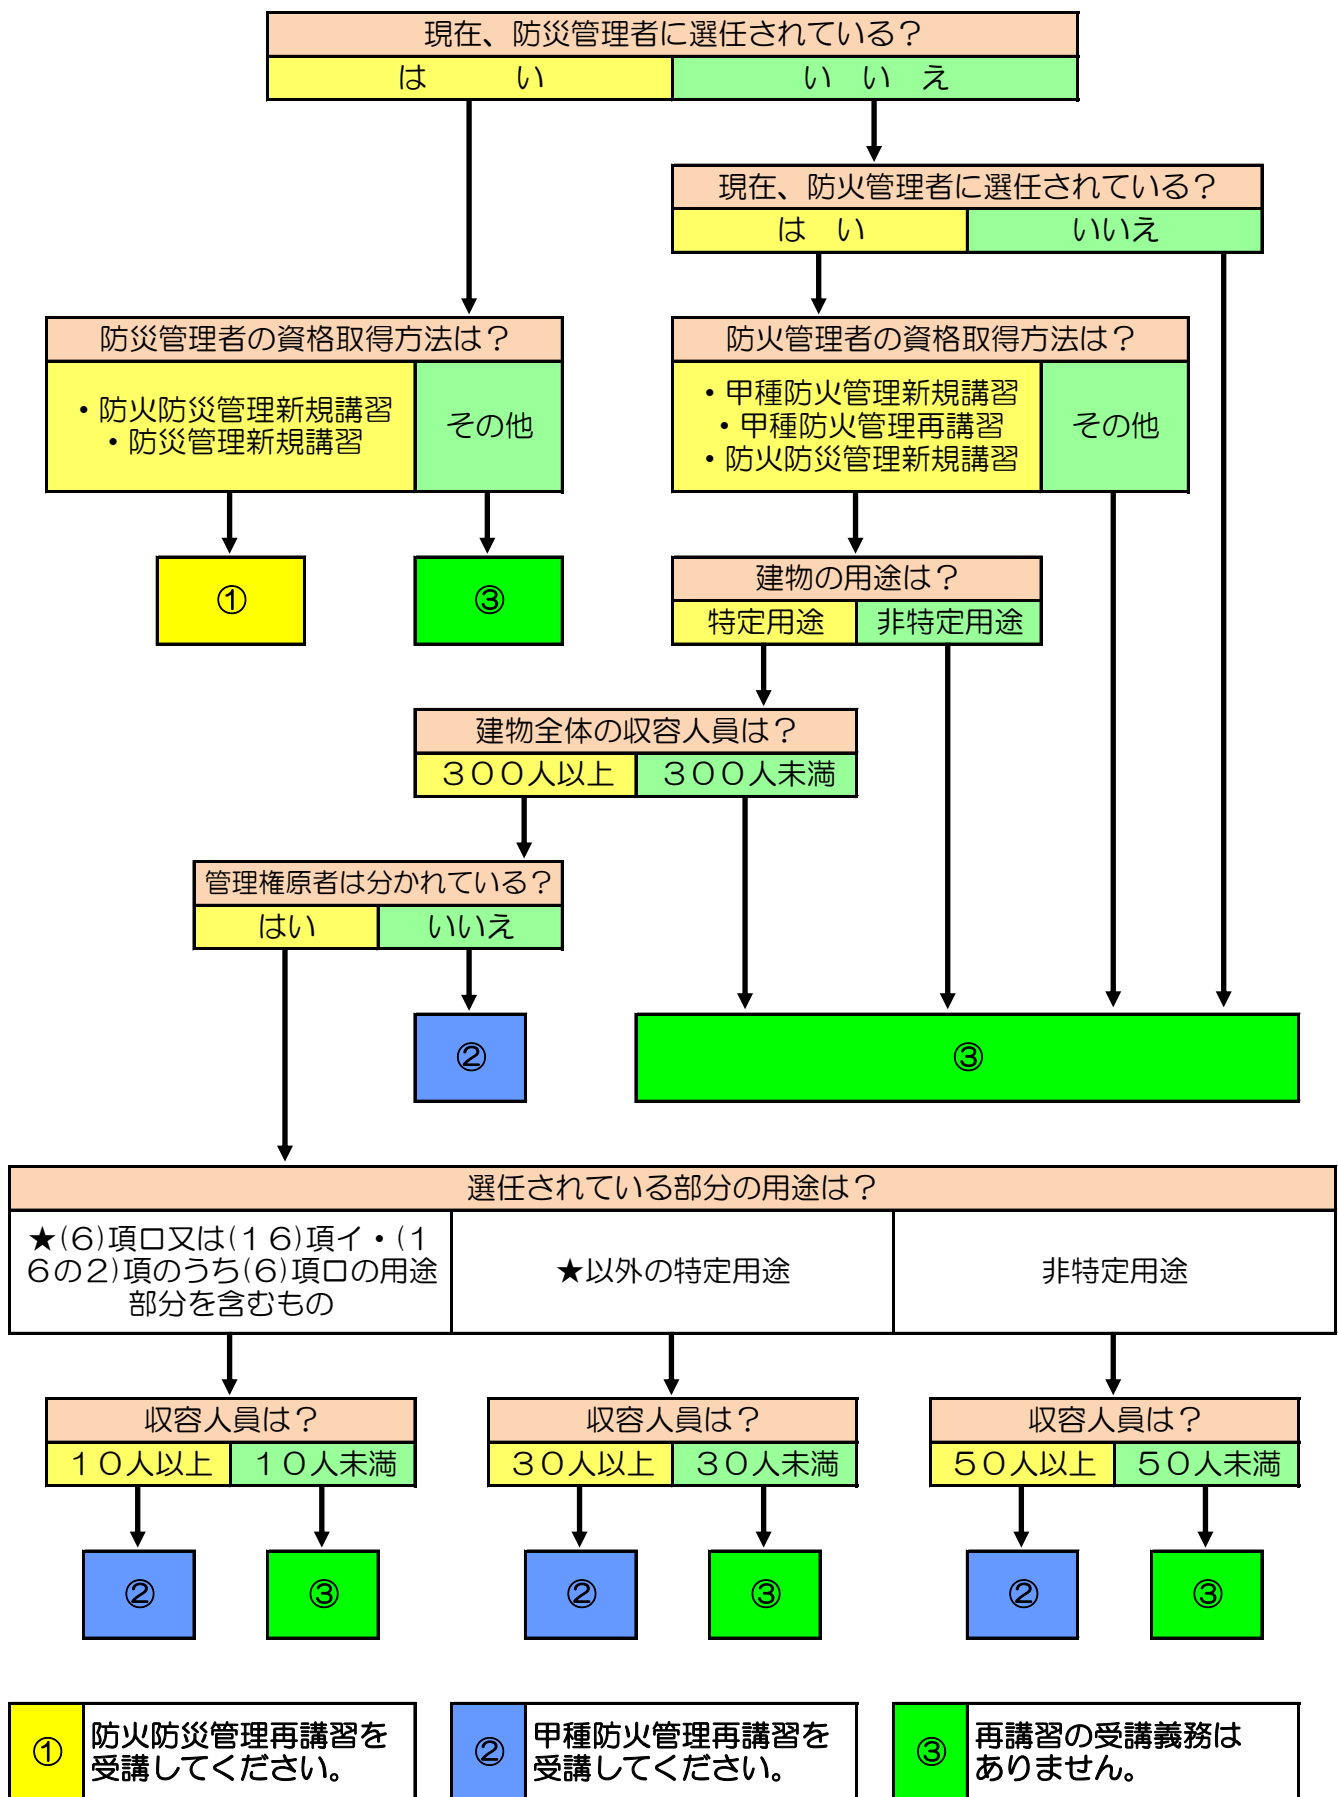 現在、防災管理者に選任されている？
は　　い
い　い　え
現在、防火管理者に選任されている？
は　い
いいえ
防災管理者の資格取得方法は？
・防火防災管理新規講習
・防災管理新規講習
その他
防火管理者の資格取得方法は？
・甲種防火管理新規講習
・甲種防火管理再講習
・防火防災管理新規講習
その他
①
③
建物の用途は？
特定用途
非特定用途
建物全体の収容人員は？
３００人以上
３００人未満
管理権原者は分かれている？
はい
いいえ
②
③
選任されている部分の用途は？
★(６)項ロ又は(１６)項イ・(１
６の２)項のうち(６)項ロの用途
部分を含むもの
★以外の特定用途
非特定用途
収容人員は？
１０人以上
１０人未満
収容人員は？
３０人以上
３０人未満
収容人員は？
５０人以上
５０人未満
②
③
②
③
②
③
①
防火防災管理再講習を
受講してください。
②
甲種防火管理再講習を
受講してください。
③
再講習の受講義務は
ありません。